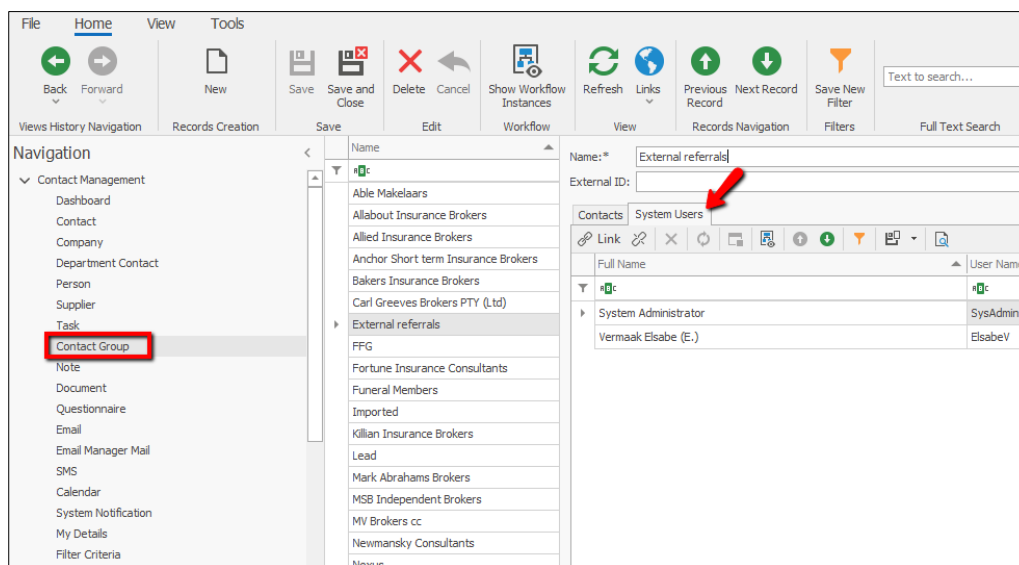 File Home View Tools
Back Forward New Save Save and Close Delete Cancel Show Workflow Instances Refresh Links Previous Record Next Record Save New Filter Text to search...
Views History Navigation Records Creation Save Edit Workflow View Records Navigation Filters Full Text Search
Navigation
Contact Management
Dashboard
Contact
Company
Department Contact
Person
Supplier
Task
Contact Group
Note
Document
Questionnaire
Email
Email Manager Mail
SMS
Calendar
System Notification
My Details
Filter Criteria
Name
Able Makelaars
Allabout Insurance Brokers
Allied Insurance Brokers
Anchor Short term Insurance Brokers
Bakers Insurance Brokers
Carl Greeves Brokers PTY (Ltd)
External referrals
FFG
Fortune Insurance Consultants
Funeral Members
Imported
Killian Insurance Brokers
Lead
Mark Abrahams Brokers
MSB Independent Brokers
MV Brokers cc
Newmansky Consultants
Nexus
Name:* External referrals
External ID:
Contacts System Users
Link
Full Name User Name
System Administrator SysAdmin
Vermaak Elsabe (E.) ElsabeV